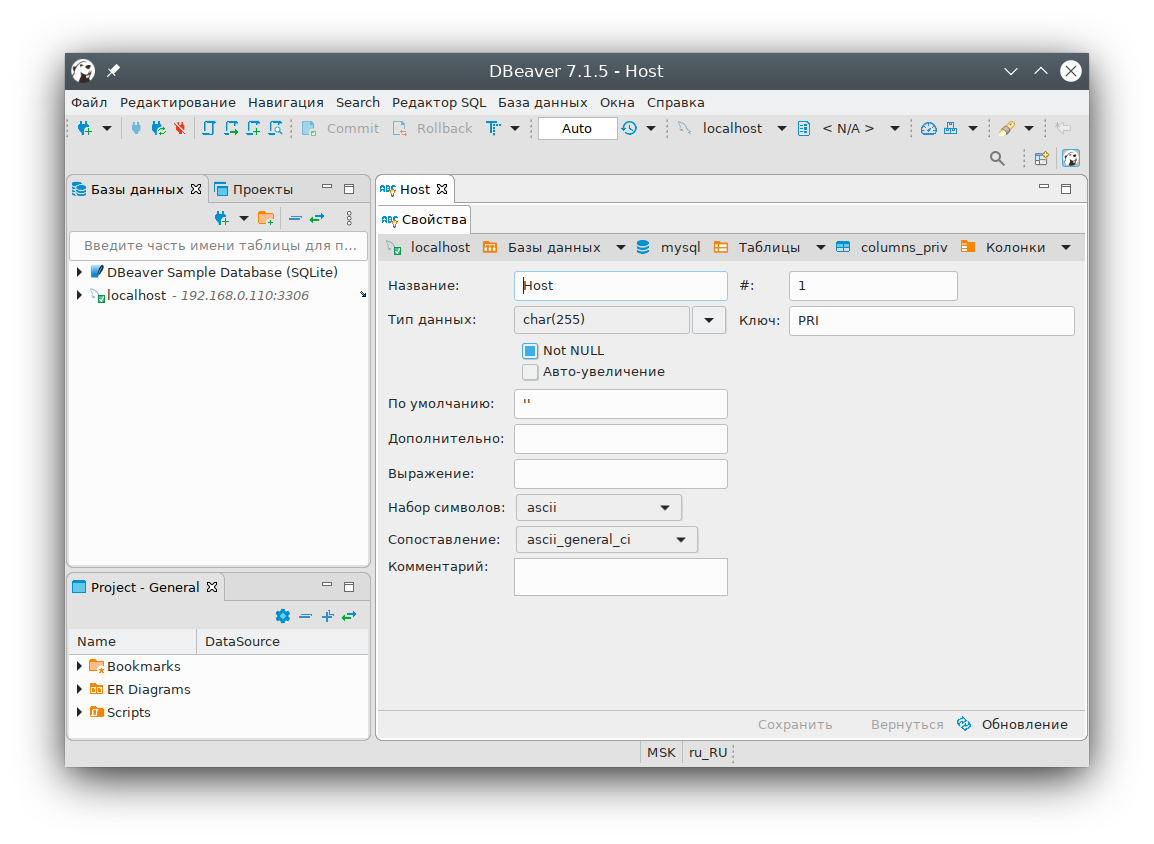 DBeaver 7.1.5 - Host
Файл Редактирование Навигация Search Редактор SQL База данных Окна Справка
Commit Rollback Auto localhost < N/A >
Базы данных Проекты
Введите часть имени таблицы для п...
DBeaver Sample Database (SQLite)
localhost - 192.168.0.110:3306
Project - General
Name DataSource
Bookmarks
ER Diagrams
Scripts
ABC Host
ABC Свойства
localhost Базы данных mysql Таблицы columns_priv Колонки
Название: Host #: 1
Тип данных: char(255) Ключ: PRI
Not NULL
Авто-увеличение
По умолчанию: ''
Дополнительно:
Выражение:
Набор символов: ascii
Сопоставление: ascii_general_ci
Комментарий:
Сохранить Вернуться Обновление
MSK ru_RU